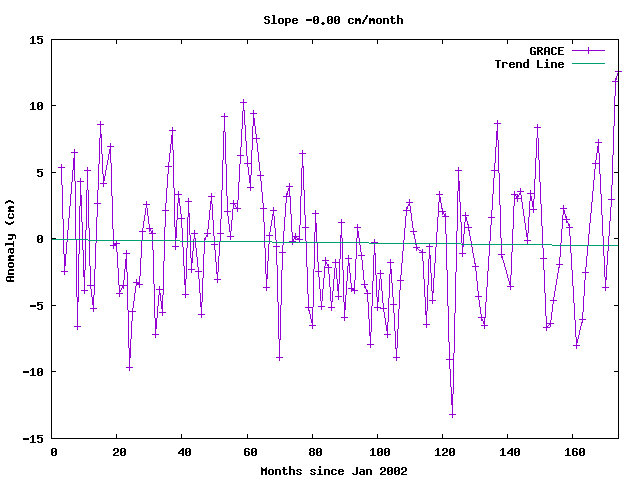 Slope -0.00 cm/month
GRACE
Trend Line
15
10
5
0
-5
-10
-15
Anomaly (cm)
0 20 40 60 80 100 120 140 160
Months since Jan 2002